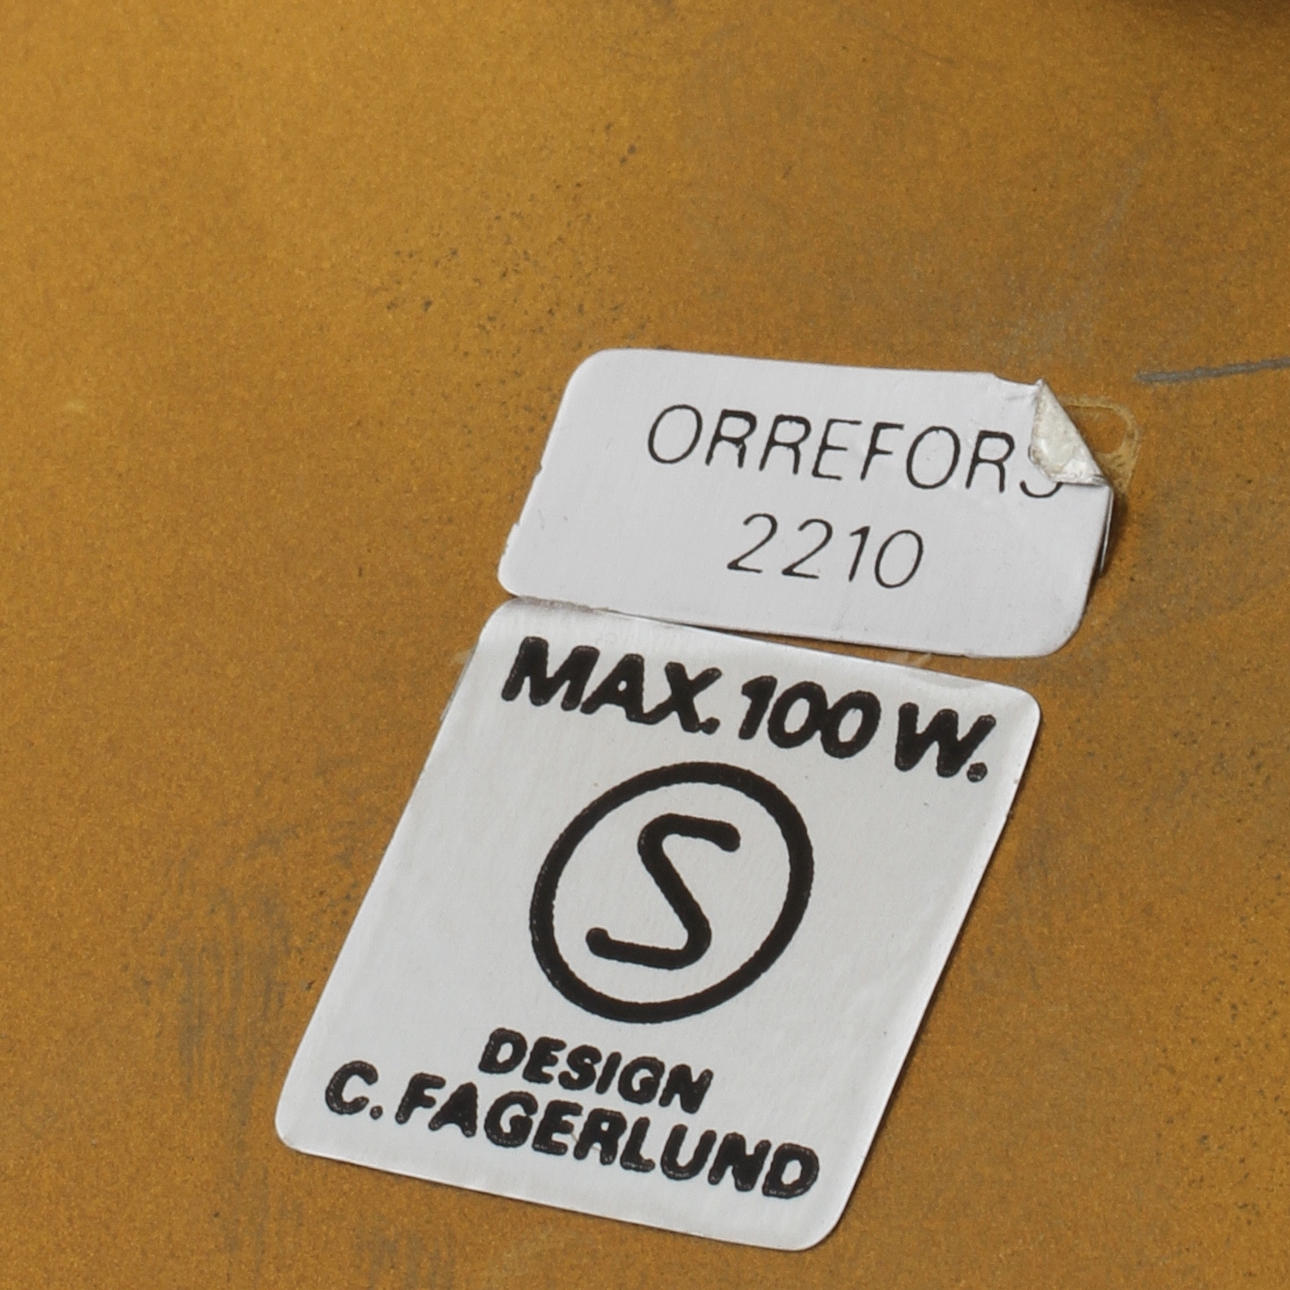 ORREFORS
2210
MAX. 100 W.
S
DESIGN
C. FAGERLUND